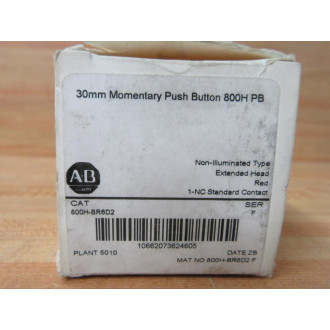 30mm Momentary Push Button 800H PB
Non-Illuminated Type
Extended Head
Red
1-NC Standard Contact
AB
CAT
SER
800H-BR6D2
F
10662073624605
PLANT 5010
DATE ZB
MAT NO 800H-BR6D2 F